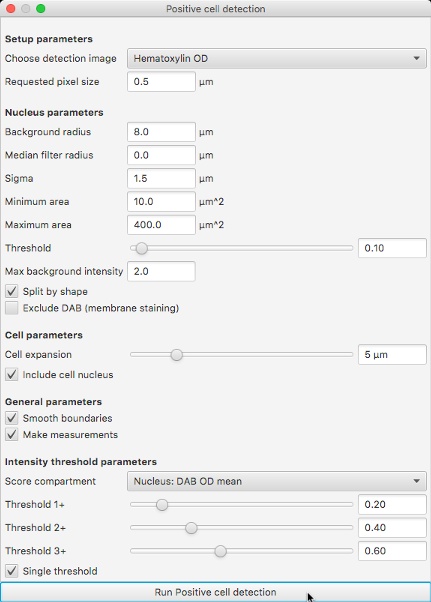 Positive cell detection
Setup parameters
Choose detection image Hematoxylin OD
Requested pixel size 0.5 µm
Nucleus parameters
Background radius 8.0 µm
Median filter radius 0.0 µm
Sigma 1.5 µm
Minimum area 10.0 µm^2
Maximum area 400.0 µm^2
Threshold 0.10
Max background intensity 2.0
Split by shape
Exclude DAB (membrane staining)
Cell parameters
Cell expansion 5 µm
Include cell nucleus
General parameters
Smooth boundaries
Make measurements
Intensity threshold parameters
Score compartment Nucleus: DAB OD mean
Threshold 1+ 0.20
Threshold 2+ 0.40
Threshold 3+ 0.60
Single threshold
Run Positive cell detection